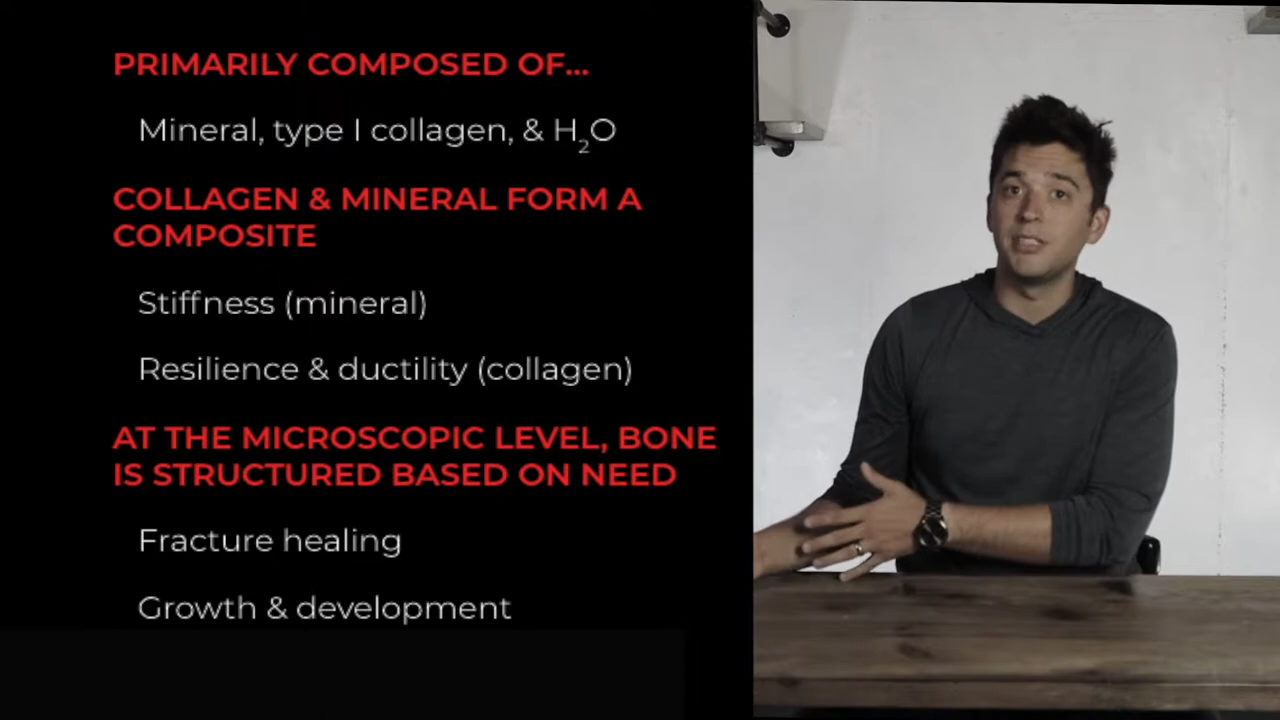 PRIMARILY COMPOSED OF...
Mineral, type I collagen, & H₂O
COLLAGEN & MINERAL FORM A
COMPOSITE
Stiffness (mineral)
Resilience & ductility (collagen)
AT THE MICROSCOPIC LEVEL, BONE
IS STRUCTURED BASED ON NEED
Fracture healing
Growth & development